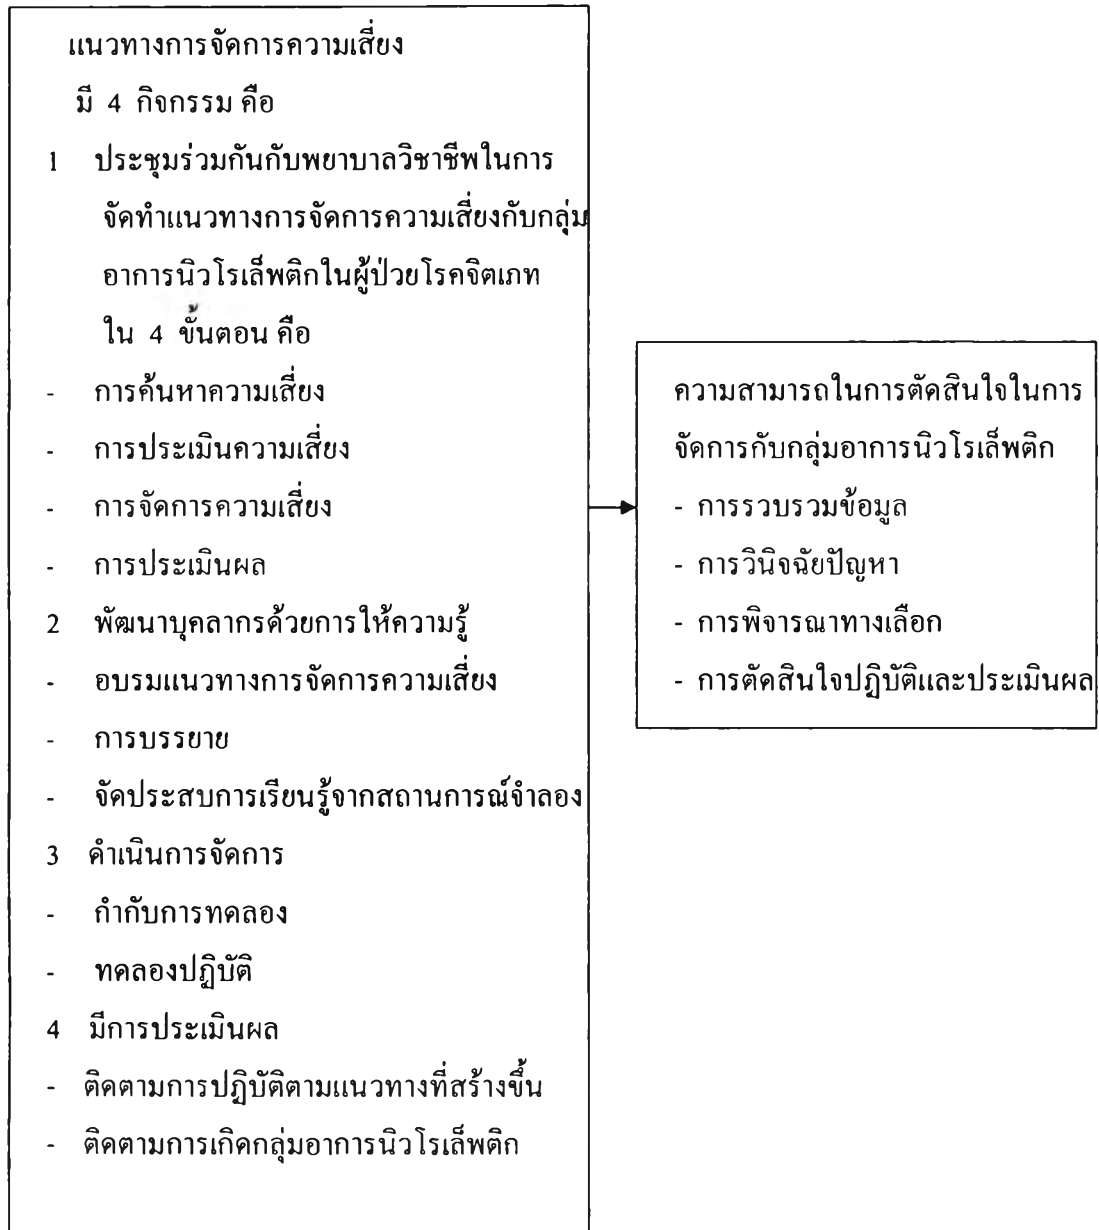 แนวทางการจัดการความเสี่ยง
มี 4 กิจกรรม คือ
1 ประชุมร่วมกันกับพยาบาลวิชาชีพในการ
จัดทำแนวทางการจัดการความเสี่ยงกับกลุ่ม
อาการนิวโรเล็พติกในผู้ป่วยโรคจิตเภท
ใน 4 ขั้นตอน คือ
- การค้นหาความเสี่ยง
- การประเมินความเสี่ยง
- การจัดการความเสี่ยง
- การประเมินผล
2 พัฒนาบุคลากรด้วยการให้ความรู้
- อบรมแนวทางการจัดการความเสี่ยง
- การบรรยาย
- จัดประสบการเรียนรู้จากสถานการณ์จำลอง
3 ดำเนินการจัดการ
- กำกับการทดลอง
- ทดลองปฏิบัติ
4 มีการประเมินผล
- ติดตามการปฏิบัติตามแนวทางที่สร้างขึ้น
- ติดตามการเกิดกลุ่มอาการนิวโรเล็พติก
ความสามารถในการตัดสินใจในการ
จัดการกับกลุ่มอาการนิวโรเล็พติก
- การรวบรวมข้อมูล
- การวินิจฉัยปัญหา
- การพิจารณาทางเลือก
- การตัดสินใจปฏิบัติและประเมินผล